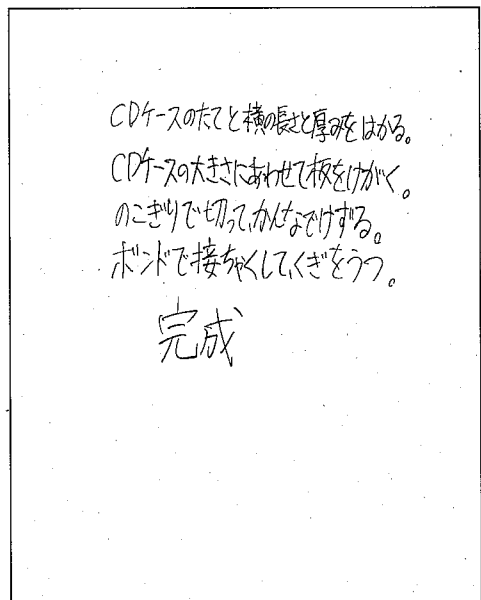 CDケースのたてと横の長さと厚みをはかる。
CDケースの大きさにあわせて板をけがく。
のこぎりで切って、かんなでけずる。
ボンドで接ちゃくして、くぎをうつ。
完成